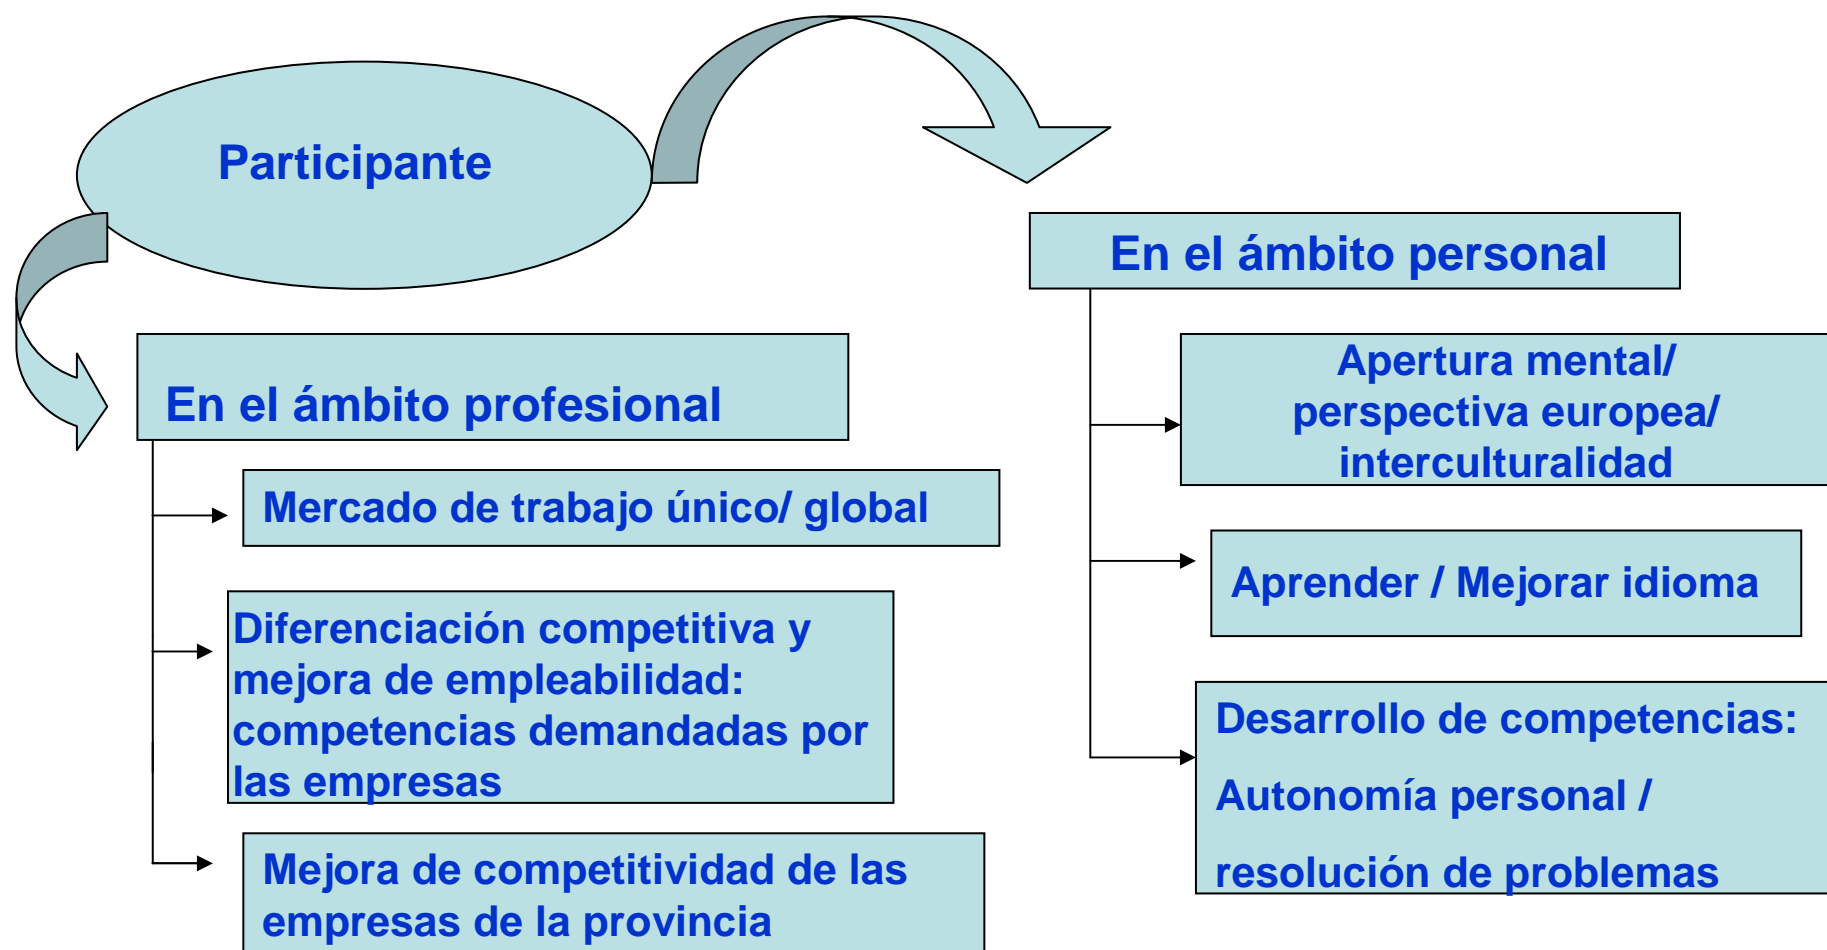 Participante
En el ámbito profesional
Mercado de trabajo único/ global
Diferenciación competitiva y
mejora de empleabilidad:
competencias demandadas por
las empresas
Mejora de competitividad de las
empresas de la provincia
En el ámbito personal
Apertura mental/
perspectiva europea/
interculturalidad
Aprender / Mejorar idioma
Desarrollo de competencias:
Autonomía personal /
resolución de problemas